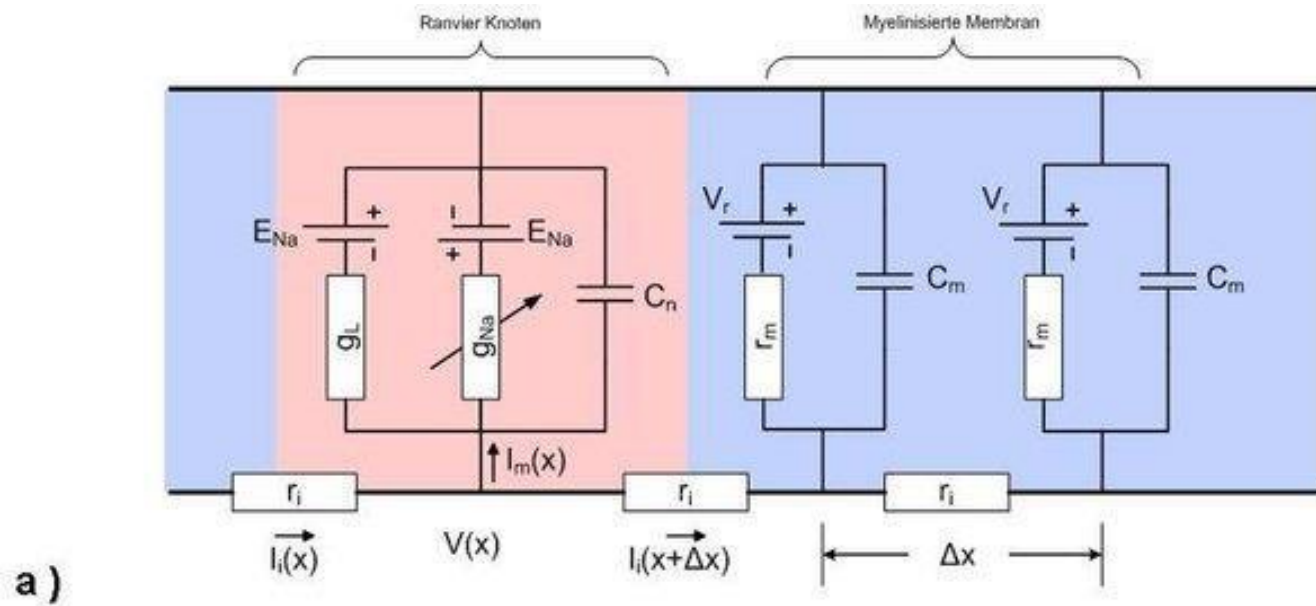 Ranvier Knoten
Myelinisierte Membran
+
−
−
+
E_Na
E_Na
V_r
+
−
V_r
+
−
C_n
C_m
C_m
g_L
g_Na
r_m
r_m
I_m(x)
r_i
r_i
r_i
I_i(x)
V(x)
I_i(x+Δx)
Δx
a )